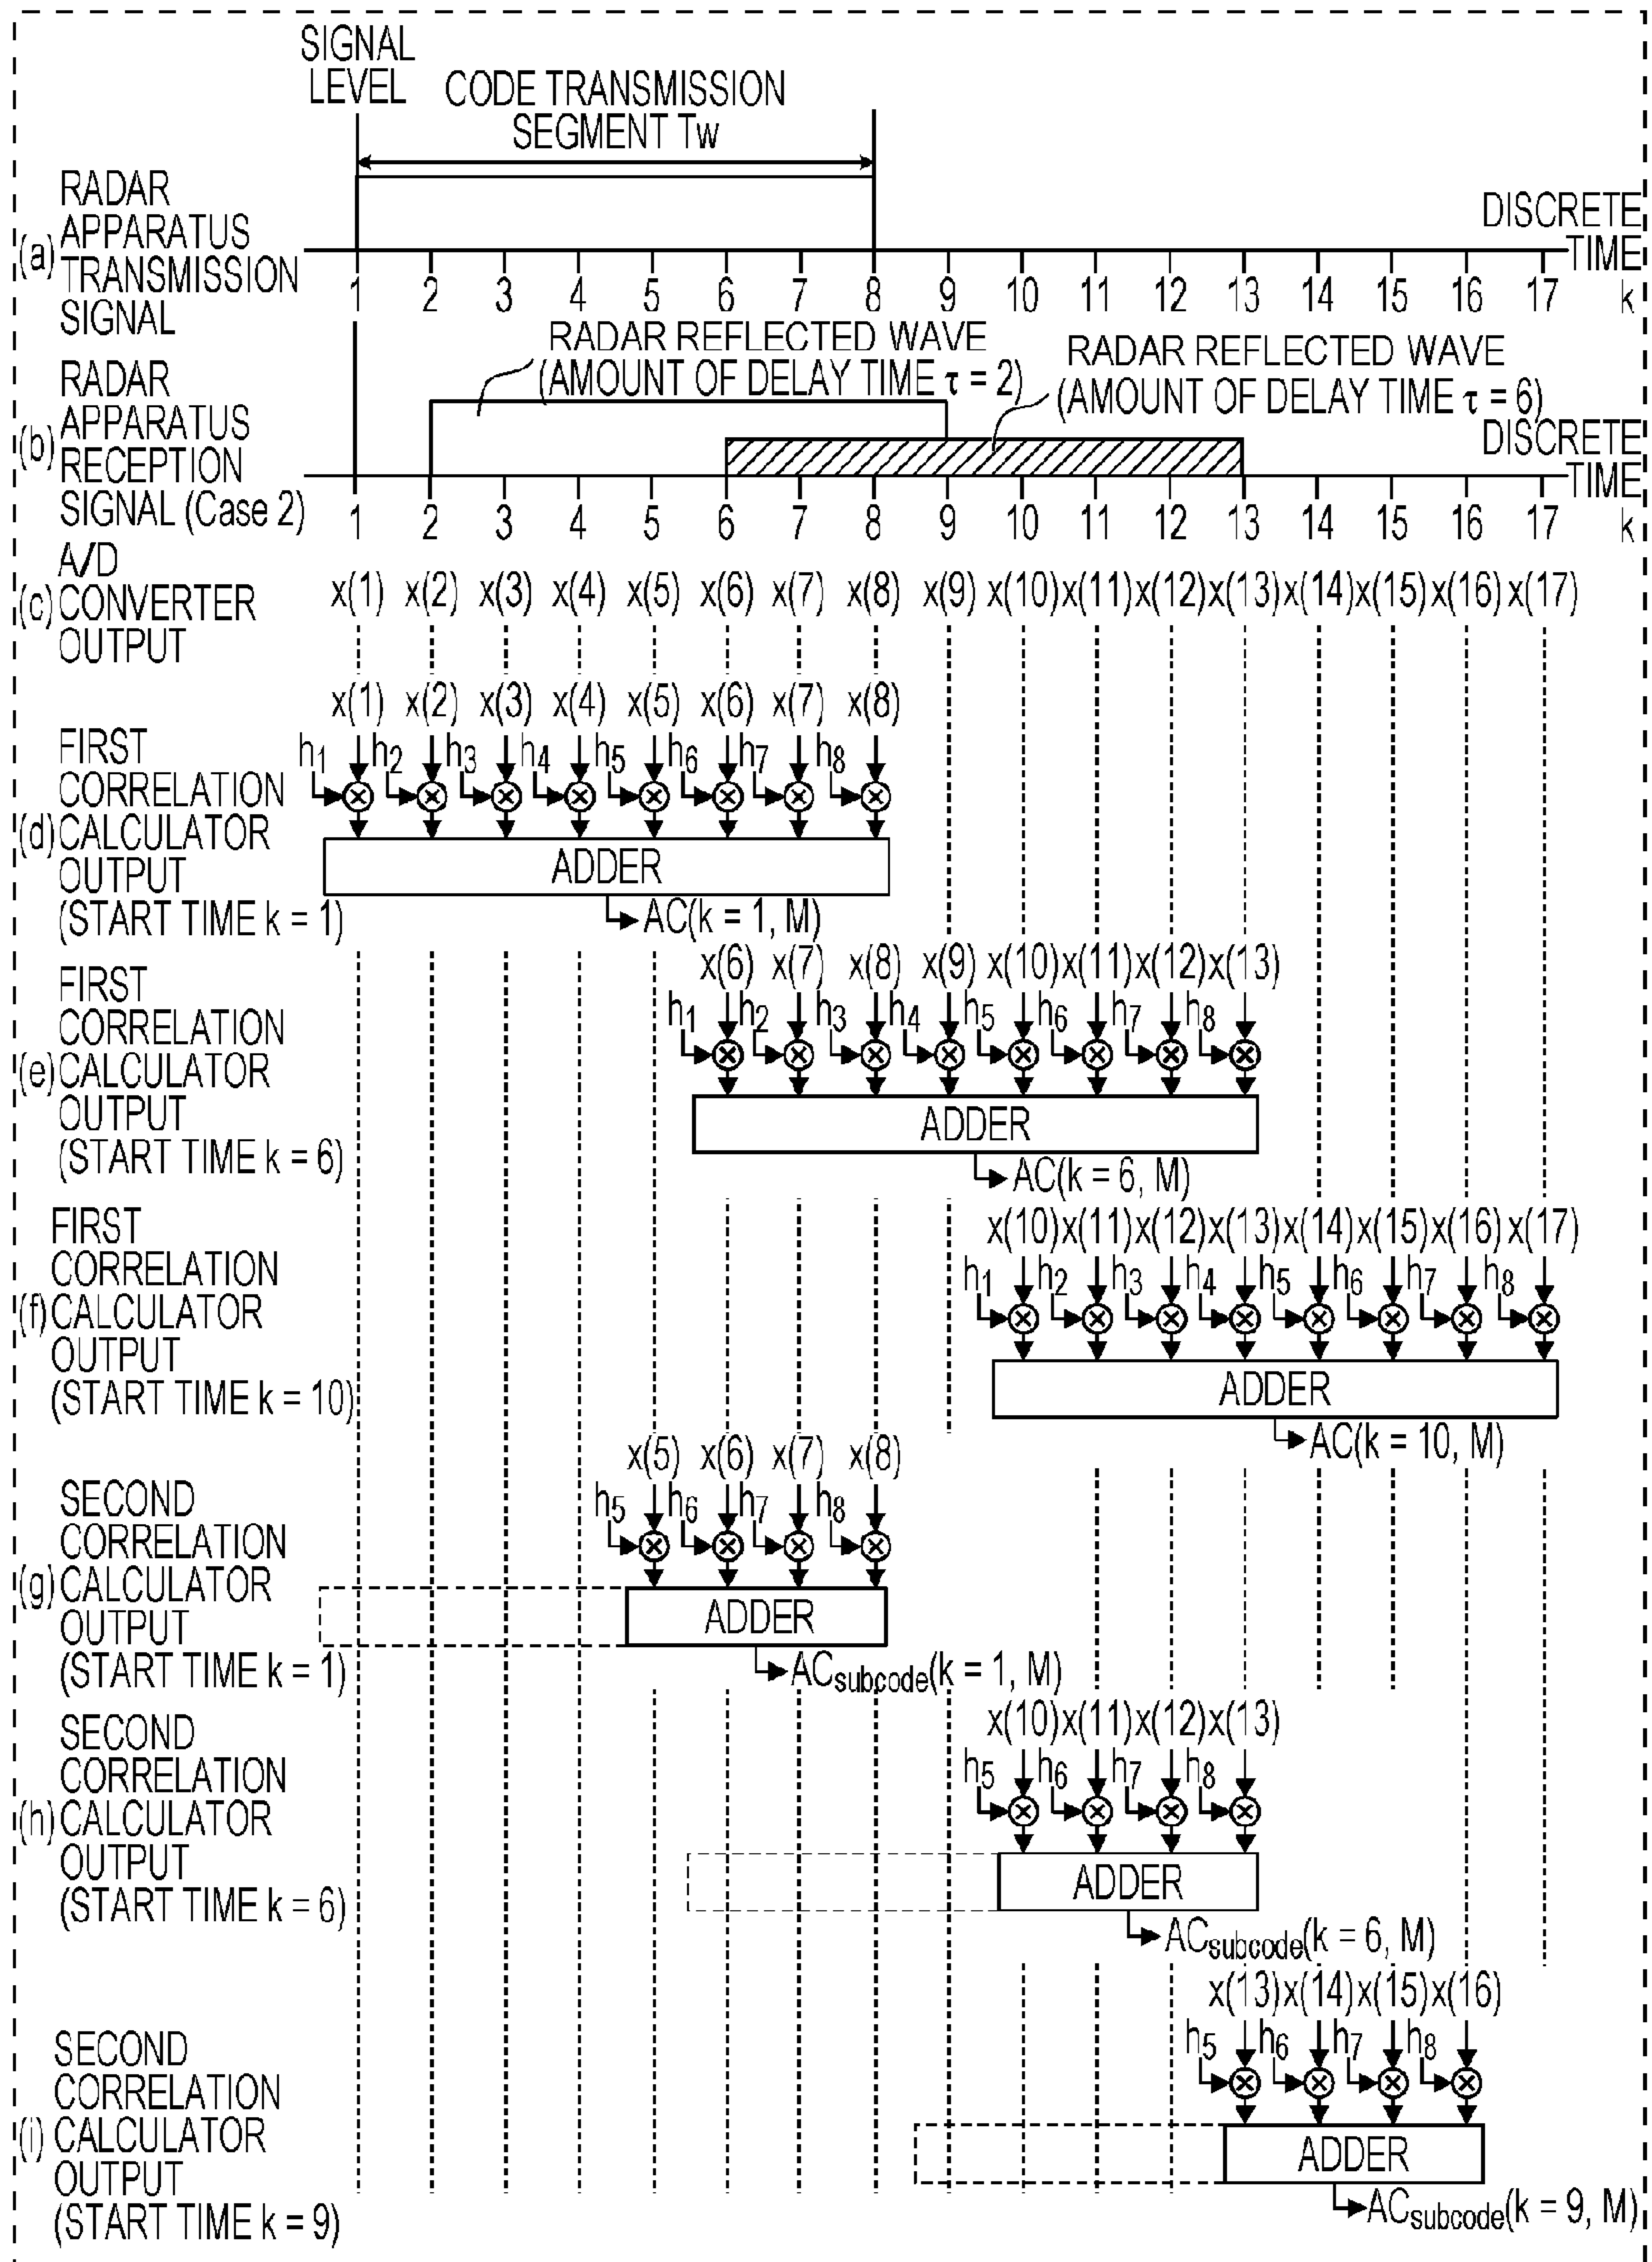 SIGNAL
LEVEL
CODE TRANSMISSION
SEGMENT Tw
(a)
RADAR
APPARATUS
TRANSMISSION
SIGNAL
DISCRETE
TIME
k
1 2 3 4 5 6 7 8 9 10 11 12 13 14 15 16 17
RADAR REFLECTED WAVE
(AMOUNT OF DELAY TIME τ = 2)
RADAR REFLECTED WAVE
(AMOUNT OF DELAY TIME τ = 6)
(b)
RADAR
APPARATUS
RECEPTION
SIGNAL (Case 2)
DISCRETE
TIME
k
1 2 3 4 5 6 7 8 9 10 11 12 13 14 15 16 17
(c)
A/D
CONVERTER
OUTPUT
x(1) x(2) x(3) x(4) x(5) x(6) x(7) x(8) x(9) x(10) x(11) x(12) x(13) x(14) x(15) x(16) x(17)
(d)
FIRST
CORRELATION
CALCULATOR
OUTPUT
(START TIME k = 1)
x(1) x(2) x(3) x(4) x(5) x(6) x(7) x(8)
h1 h2 h3 h4 h5 h6 h7 h8
ADDER
AC(k = 1, M)
(e)
FIRST
CORRELATION
CALCULATOR
OUTPUT
(START TIME k = 6)
x(6) x(7) x(8) x(9) x(10) x(11) x(12) x(13)
h1 h2 h3 h4 h5 h6 h7 h8
ADDER
AC(k = 6, M)
(f)
FIRST
CORRELATION
CALCULATOR
OUTPUT
(START TIME k = 10)
x(10) x(11) x(12) x(13) x(14) x(15) x(16) x(17)
h1 h2 h3 h4 h5 h6 h7 h8
ADDER
AC(k = 10, M)
(g)
SECOND
CORRELATION
CALCULATOR
OUTPUT
(START TIME k = 1)
x(5) x(6) x(7) x(8)
h5 h6 h7 h8
ADDER
ACsubcode(k = 1, M)
(h)
SECOND
CORRELATION
CALCULATOR
OUTPUT
(START TIME k = 6)
x(10) x(11) x(12) x(13)
h5 h6 h7 h8
ADDER
ACsubcode(k = 6, M)
(i)
SECOND
CORRELATION
CALCULATOR
OUTPUT
(START TIME k = 9)
x(13) x(14) x(15) x(16)
h5 h6 h7 h8
ADDER
ACsubcode(k = 9, M)